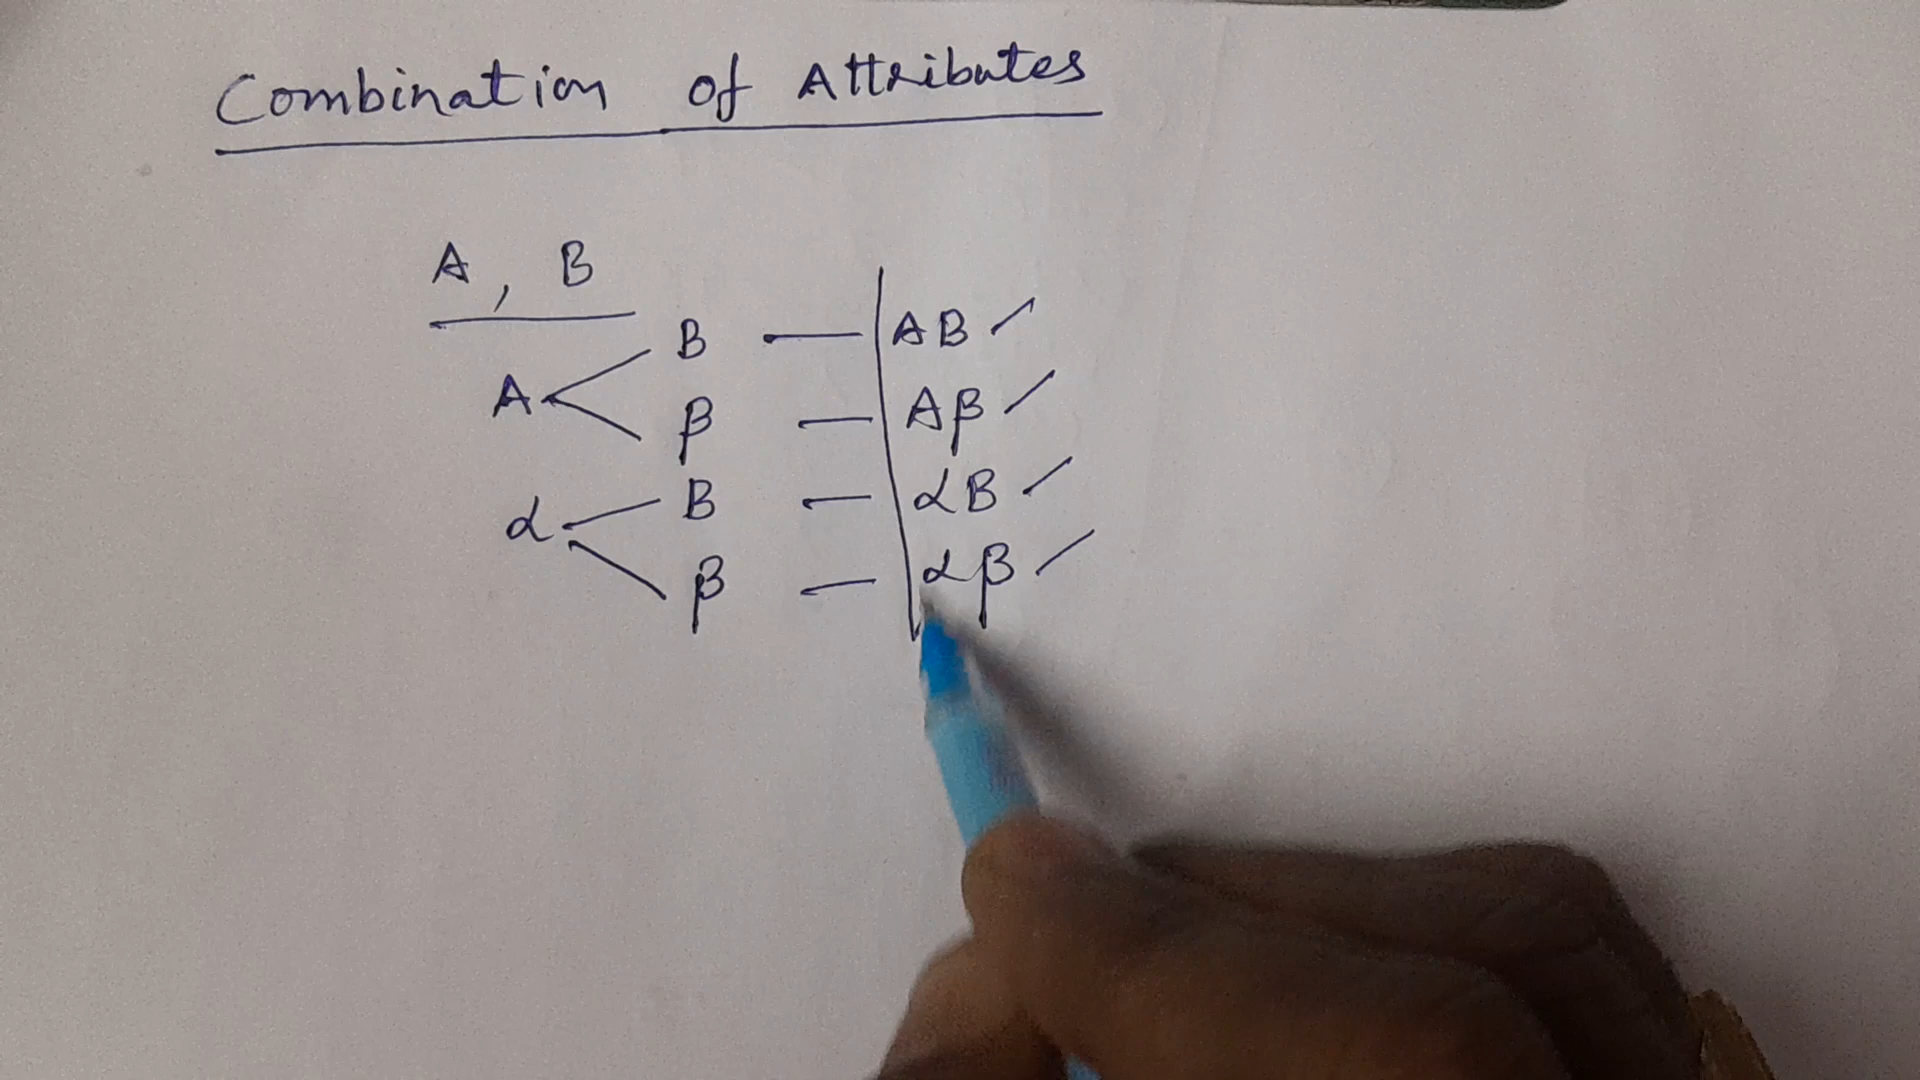 Combination of Attributes
A, B
B — AB ✓
A
β — Aβ ✓
B — αB ✓
α
β — αβ ✓